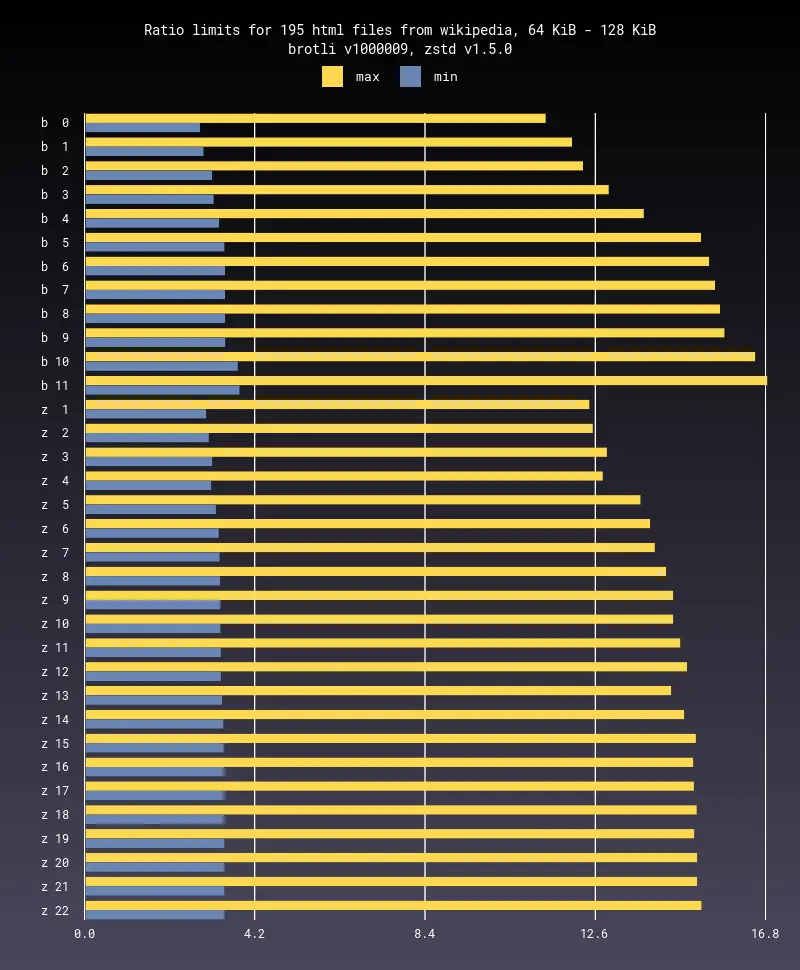 Ratio limits for 195 html files from wikipedia, 64 KiB - 128 KiB
brotli v1000009, zstd v1.5.0
max min
b 0
b 1
b 2
b 3
b 4
b 5
b 6
b 7
b 8
b 9
b 10
b 11
z 1
z 2
z 3
z 4
z 5
z 6
z 7
z 8
z 9
z 10
z 11
z 12
z 13
z 14
z 15
z 16
z 17
z 18
z 19
z 20
z 21
z 22
0.0 4.2 8.4 12.6 16.8